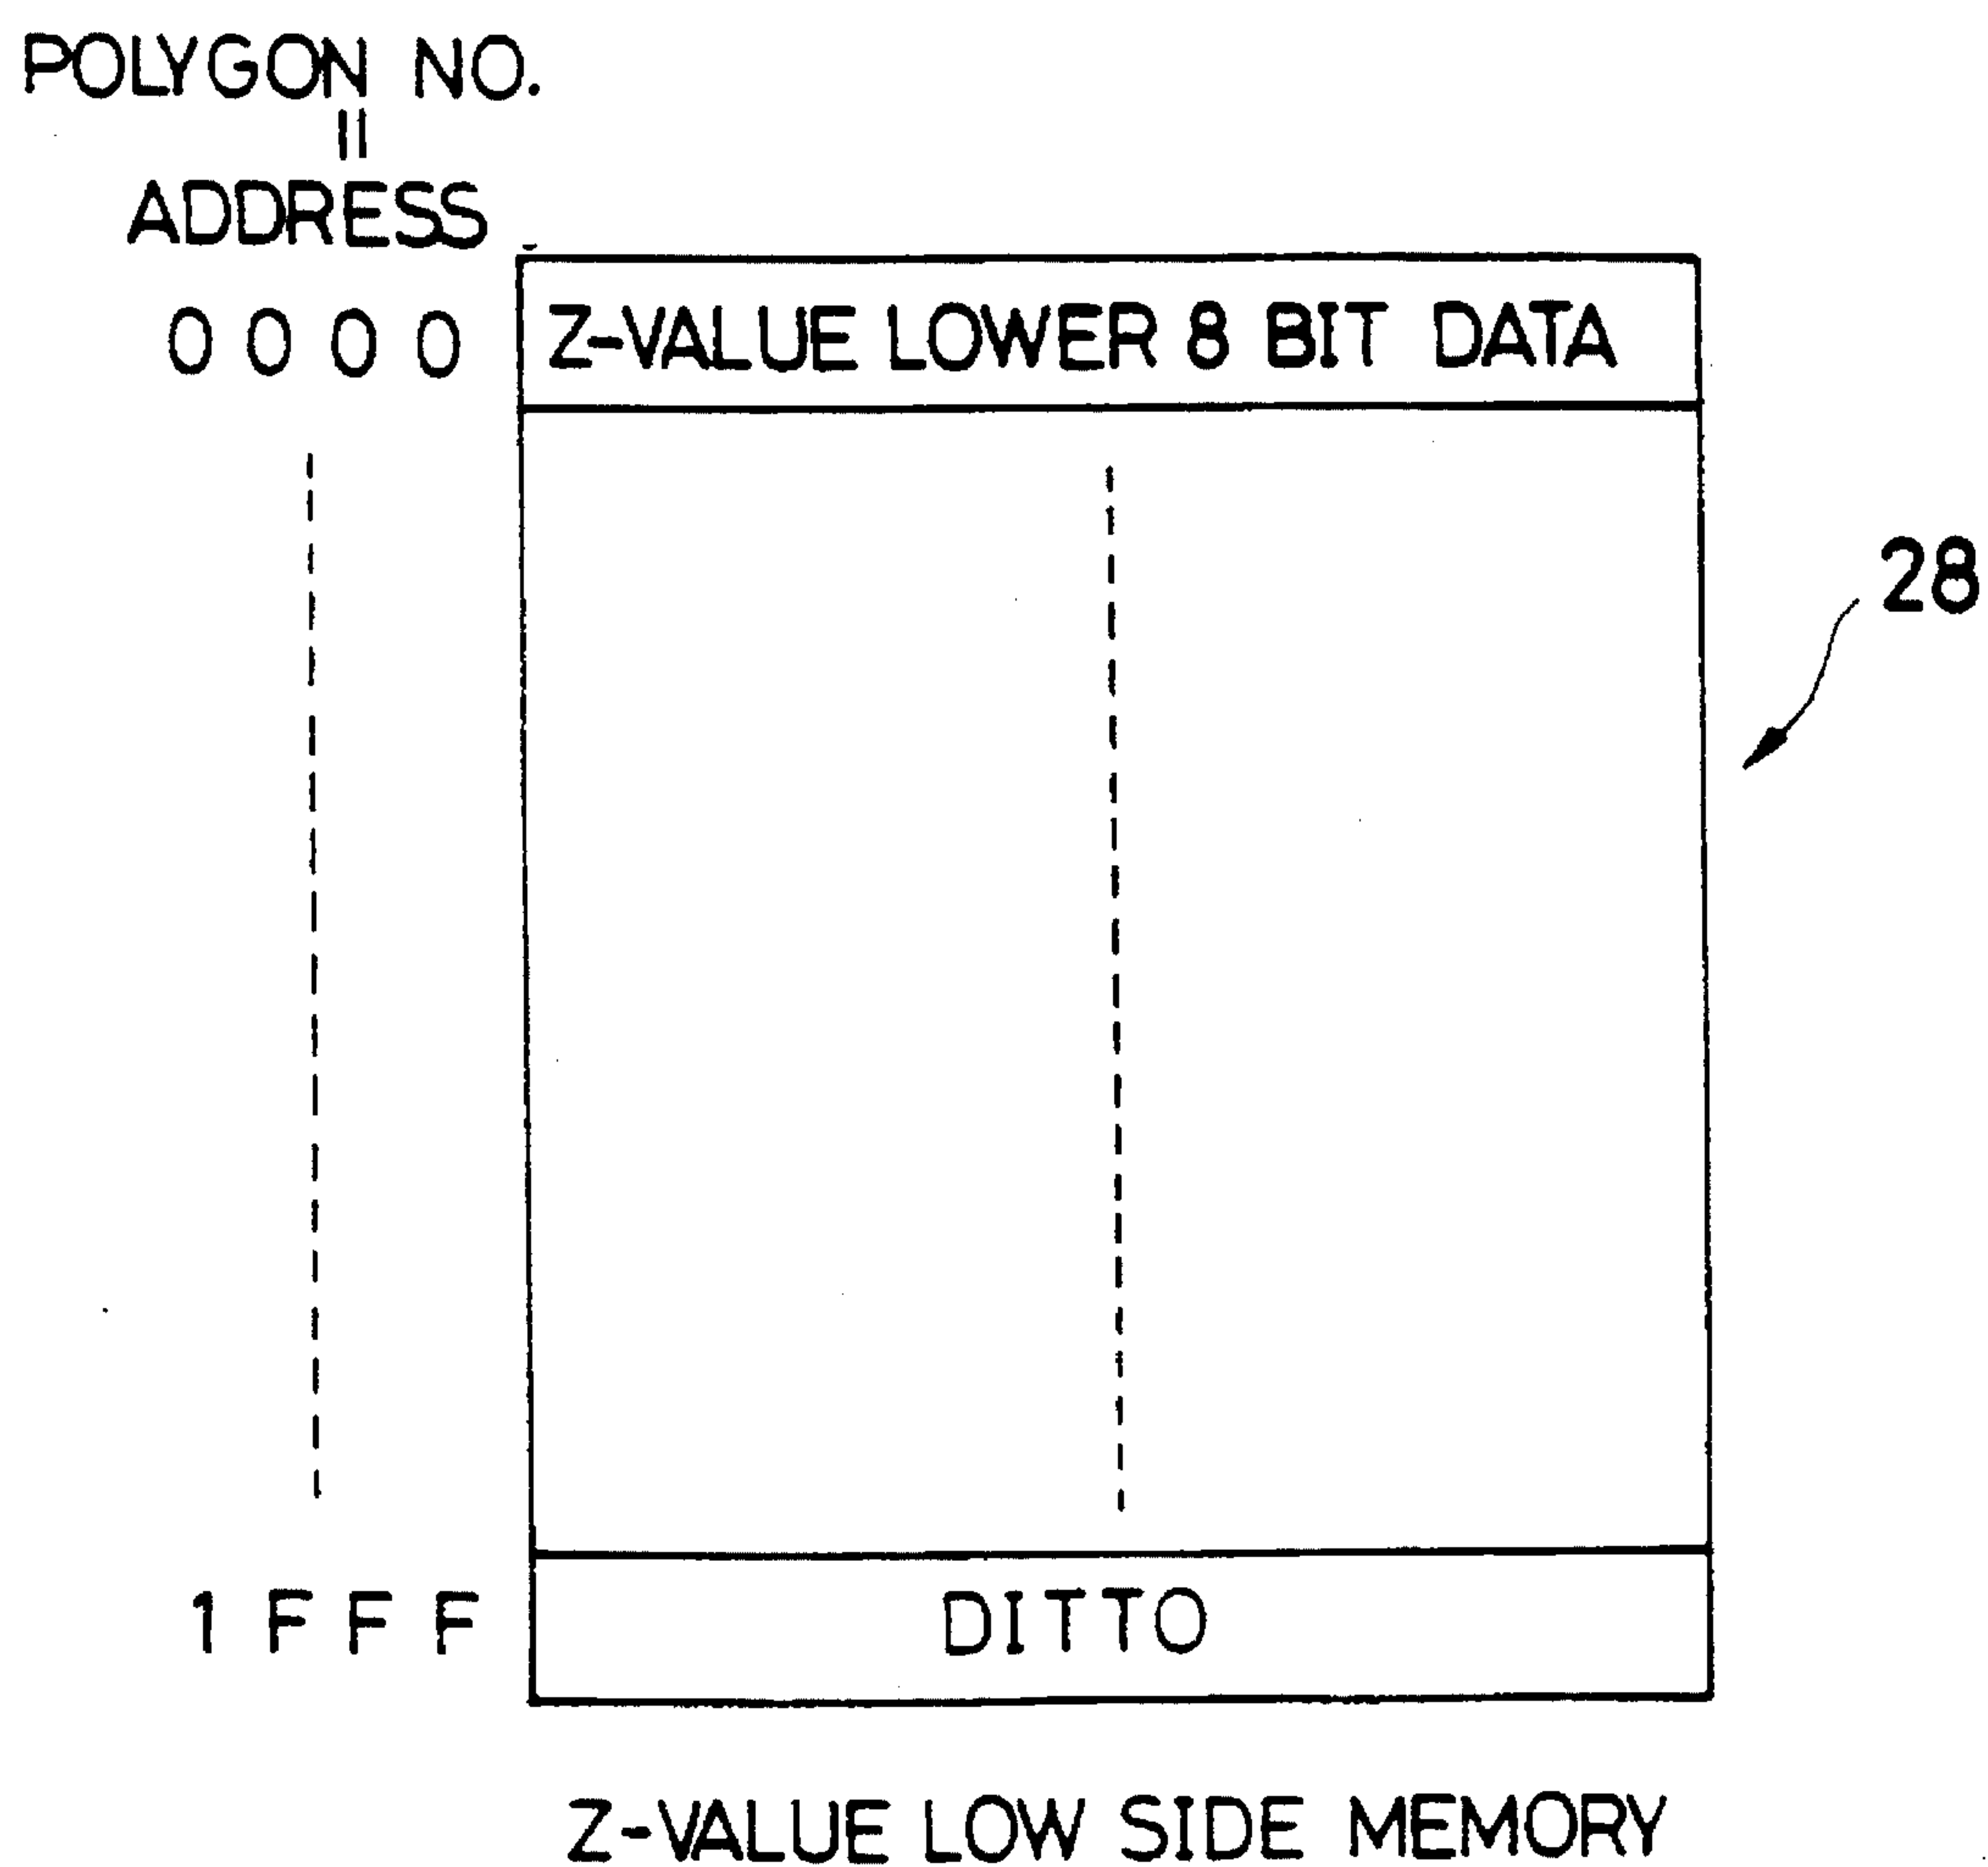 POLYGON NO.
ADDRESS
0 0 0 0 Z-VALUE LOWER 8 BIT DATA
28
1 F F F DITTO
Z-VALUE LOW SIDE MEMORY